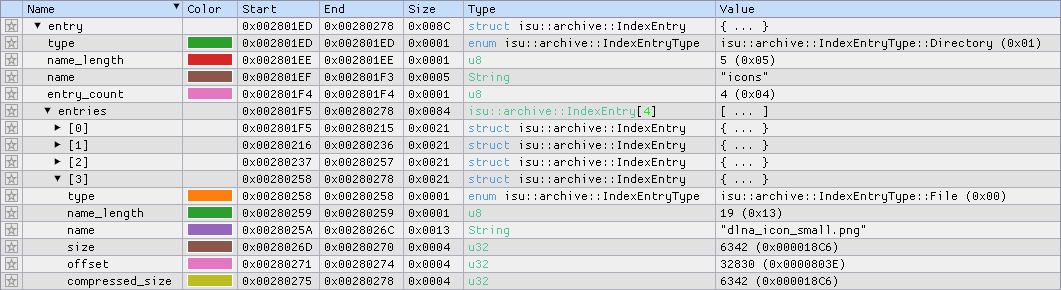 Name Color Start End Size Type Value
entry 0x002801ED 0x00280278 0x008C struct isu::archive::IndexEntry { ... }
type 0x002801ED 0x002801ED 0x0001 enum isu::archive::IndexEntryType isu::archive::IndexEntryType::Directory (0x01)
name_length 0x002801EE 0x002801EE 0x0001 u8 5 (0x05)
name 0x002801EF 0x002801F3 0x0005 String "icons"
entry_count 0x002801F4 0x002801F4 0x0001 u8 4 (0x04)
entries 0x002801F5 0x00280278 0x0084 isu::archive::IndexEntry[4] [ ... ]
[0] 0x002801F5 0x00280215 0x0021 struct isu::archive::IndexEntry { ... }
[1] 0x00280216 0x00280236 0x0021 struct isu::archive::IndexEntry { ... }
[2] 0x00280237 0x00280257 0x0021 struct isu::archive::IndexEntry { ... }
[3] 0x00280258 0x00280278 0x0021 struct isu::archive::IndexEntry { ... }
type 0x00280258 0x00280258 0x0001 enum isu::archive::IndexEntryType isu::archive::IndexEntryType::File (0x00)
name_length 0x00280259 0x00280259 0x0001 u8 19 (0x13)
name 0x0028025A 0x0028026C 0x0013 String "dlna_icon_small.png"
size 0x0028026D 0x00280270 0x0004 u32 6342 (0x000018C6)
offset 0x00280271 0x00280274 0x0004 u32 32830 (0x0000803E)
compressed_size 0x00280275 0x00280278 0x0004 u32 6342 (0x000018C6)